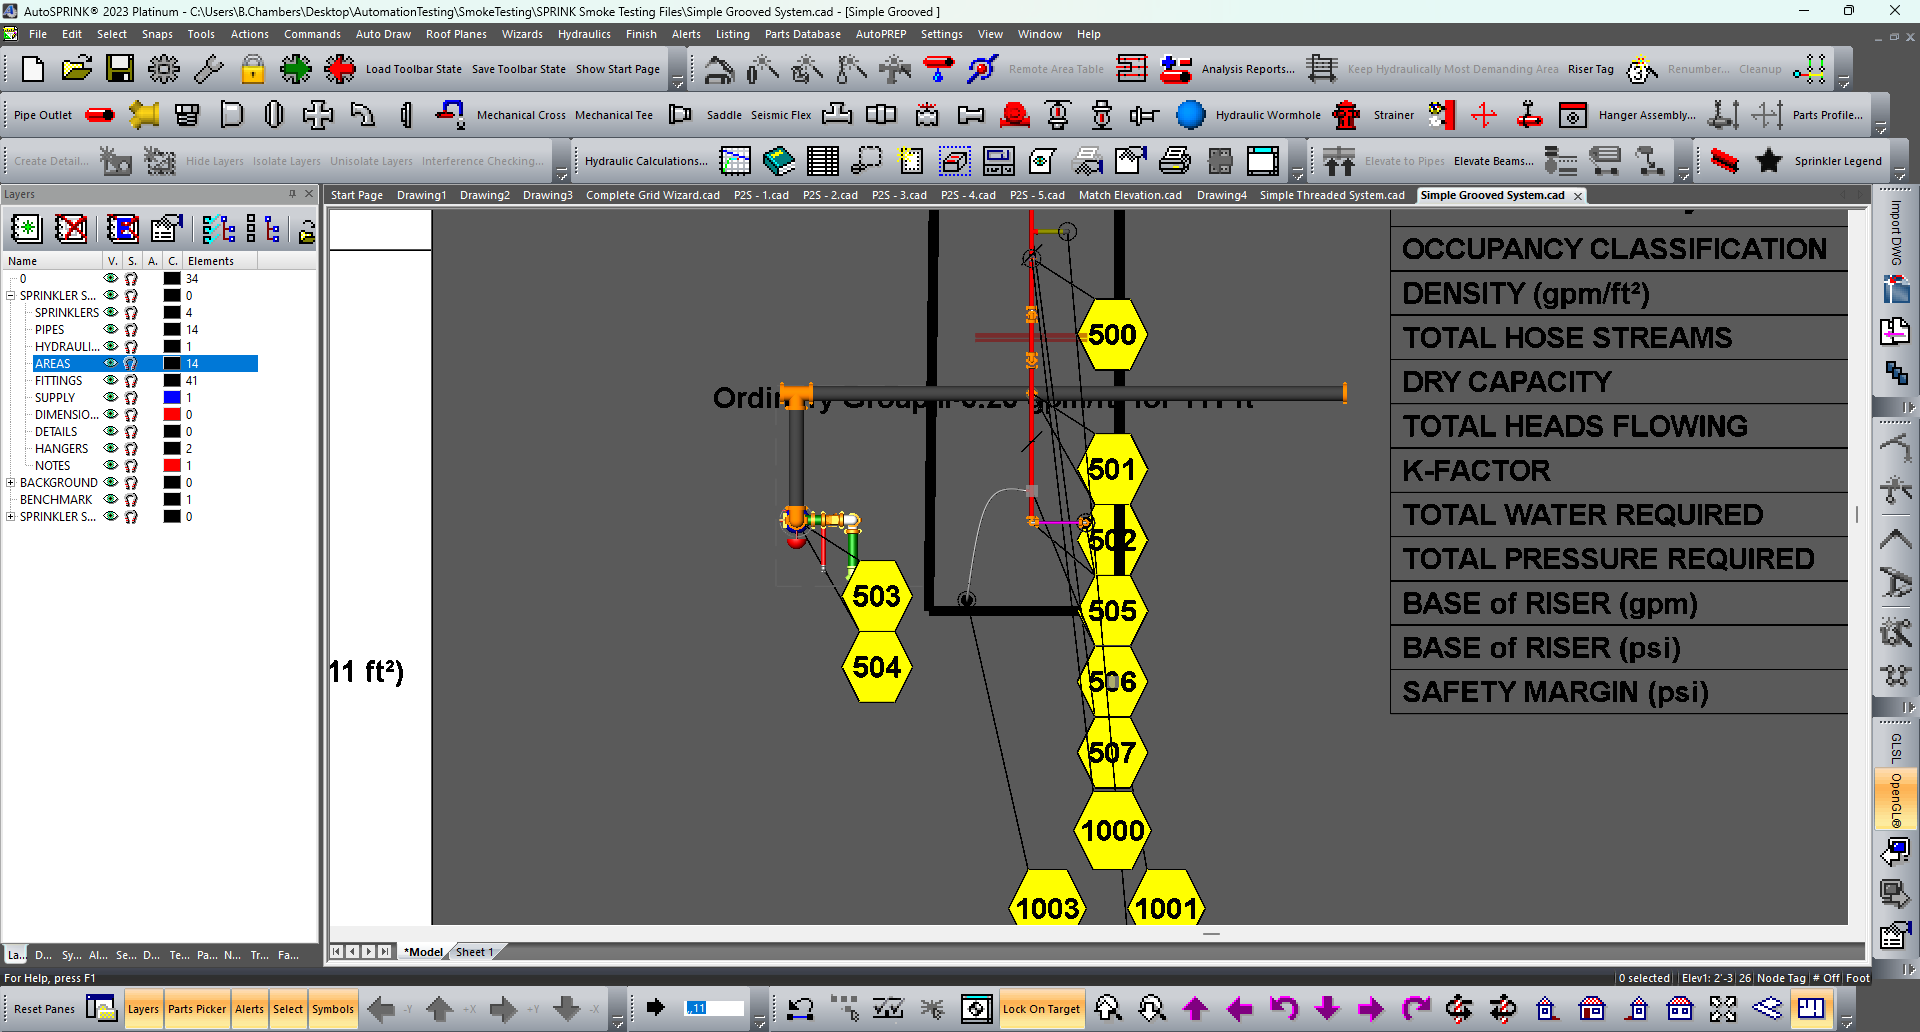 AutoSPRINK® 2023 Platinum - C:\Users\B.Chambers\Desktop\AutomationTesting\SmokeTesting\SPRINK Smoke Testing Files\Simple Grooved System.cad - [Simple Grooved ]
File Edit Select Snaps Tools Actions Commands Auto Draw Roof Planes Wizards Hydraulics Finish Alerts Listing Parts Database AutoPREP Settings View Window Help
Load Toolbar State Save Toolbar State Show Start Page Remote Area Table Analysis Reports... Keep Hydraulically Most Demanding Area Riser Tag Renumber... Cleanup
Pipe Outlet Mechanical Cross Mechanical Tee Saddle Seismic Flex Hydraulic Wormhole Strainer Hanger Assembly... Parts Profile...
Create Detail... Hide Layers Isolate Layers Unisolate Layers Interference Checking... Hydraulic Calculations... Elevate to Pipes Elevate Beams... Sprinkler Legend
Layers
Start Page Drawing1 Drawing2 Drawing3 Complete Grid Wizard.cad P2S - 1.cad P2S - 2.cad P2S - 3.cad P2S - 4.cad P2S - 5.cad Match Elevation.cad Drawing4 Simple Threaded System.cad Simple Grooved System.cad
Name V. S. A. C. Elements
0 34
SPRINKLER S... 0
SPRINKLERS 4
PIPES 14
HYDRAULI... 1
AREAS 14
FITTINGS 41
SUPPLY 1
DIMENSIO... 0
DETAILS 0
HANGERS 2
NOTES 1
BACKGROUND 0
BENCHMARK 1
SPRINKLER S... 0
11 ft²)
500
501
502
503
505
504
506
507
1000
1003
1001
OCCUPANCY CLASSIFICATION
DENSITY (gpm/ft²)
TOTAL HOSE STREAMS
DRY CAPACITY
TOTAL HEADS FLOWING
K-FACTOR
TOTAL WATER REQUIRED
TOTAL PRESSURE REQUIRED
BASE of RISER (gpm)
BASE of RISER (psi)
SAFETY MARGIN (psi)
Import DWG
GLSL
OpenGL®
La... D... Sy... Al... Se... D... Te... Pa... N... Tr... Fa...
*Model Sheet 1
For Help, press F1
0 selected Elev1: 2'-3 26 Node Tag # Off Foot
Reset Panes Layers Parts Picker Alerts Select Symbols -Y +X +Y -X Lock On Target